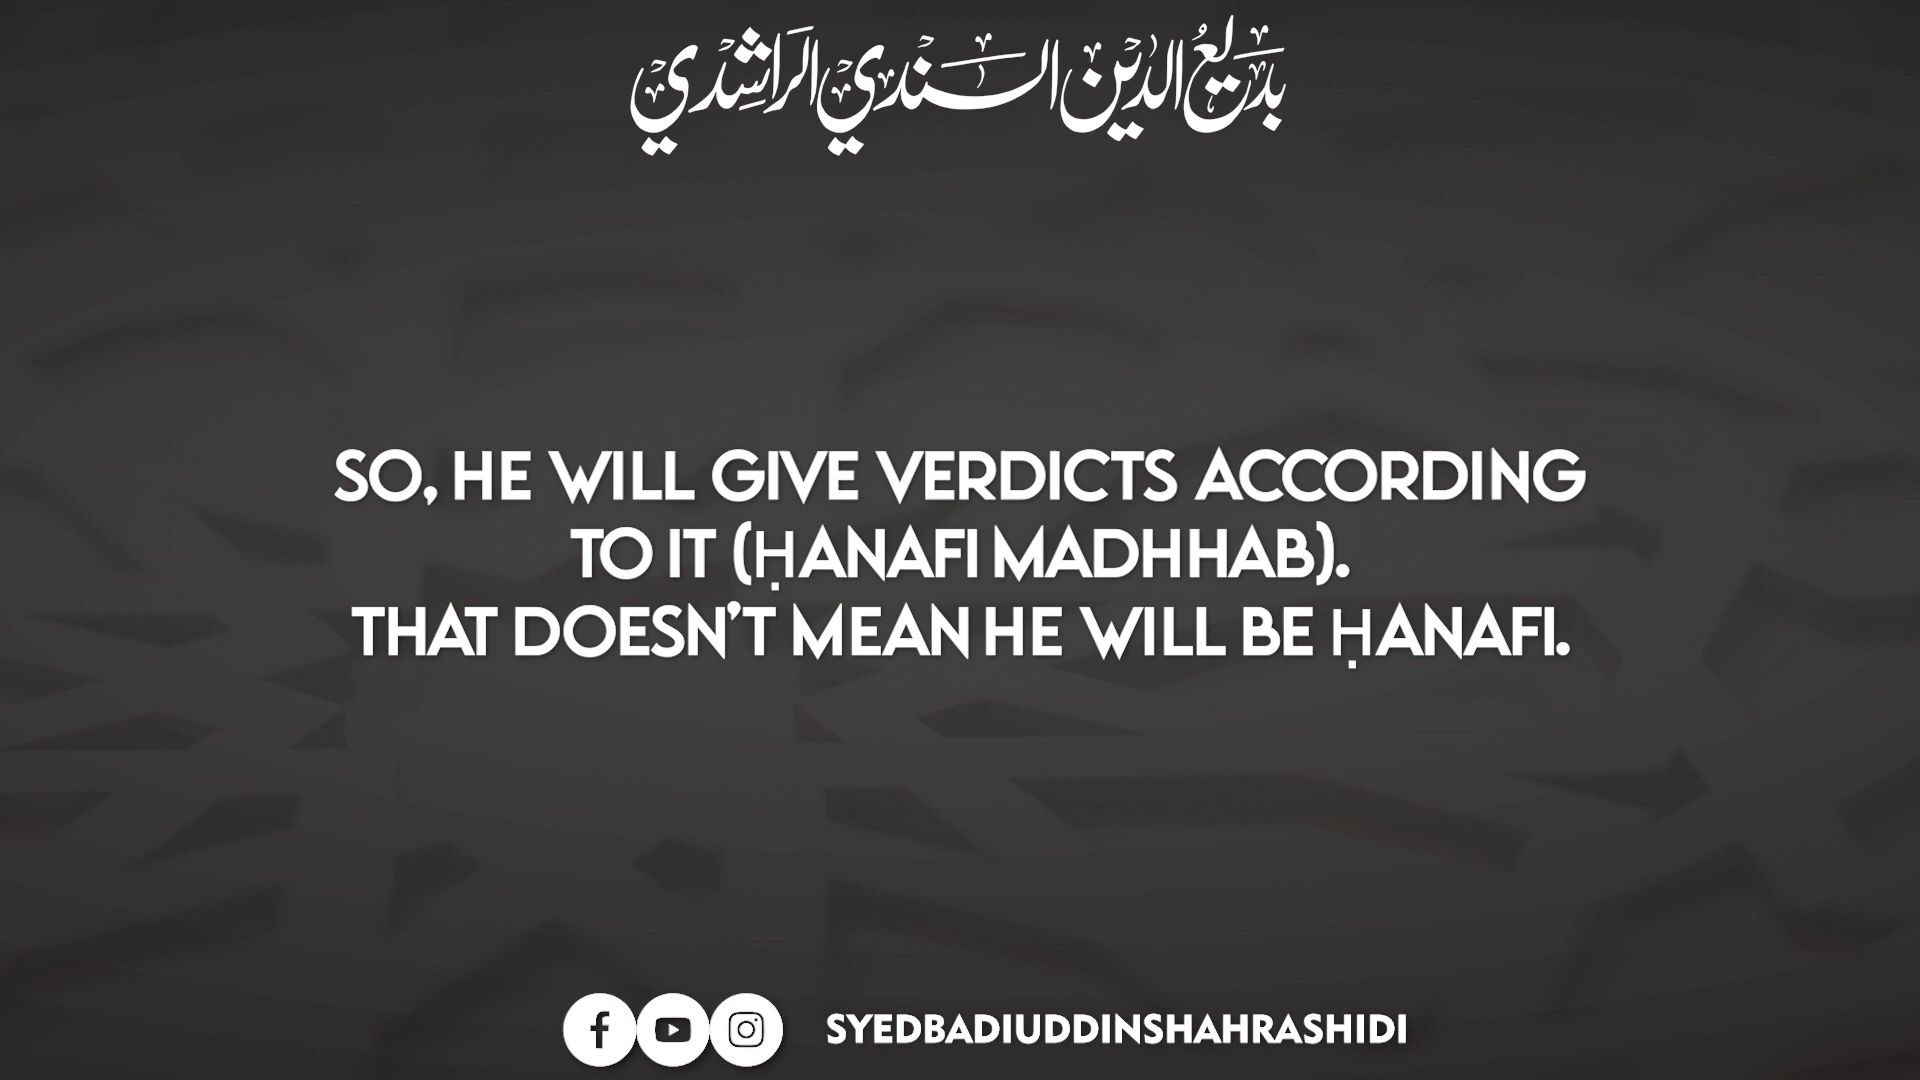 بديع الدين السندي الراشدي
SO, HE WILL GIVE VERDICTS ACCORDING
TO IT (ḤANAFI MADHHAB).
THAT DOESN’T MEAN HE WILL BE ḤANAFI.
SYEDBADIUDDINSHAHRASHIDI